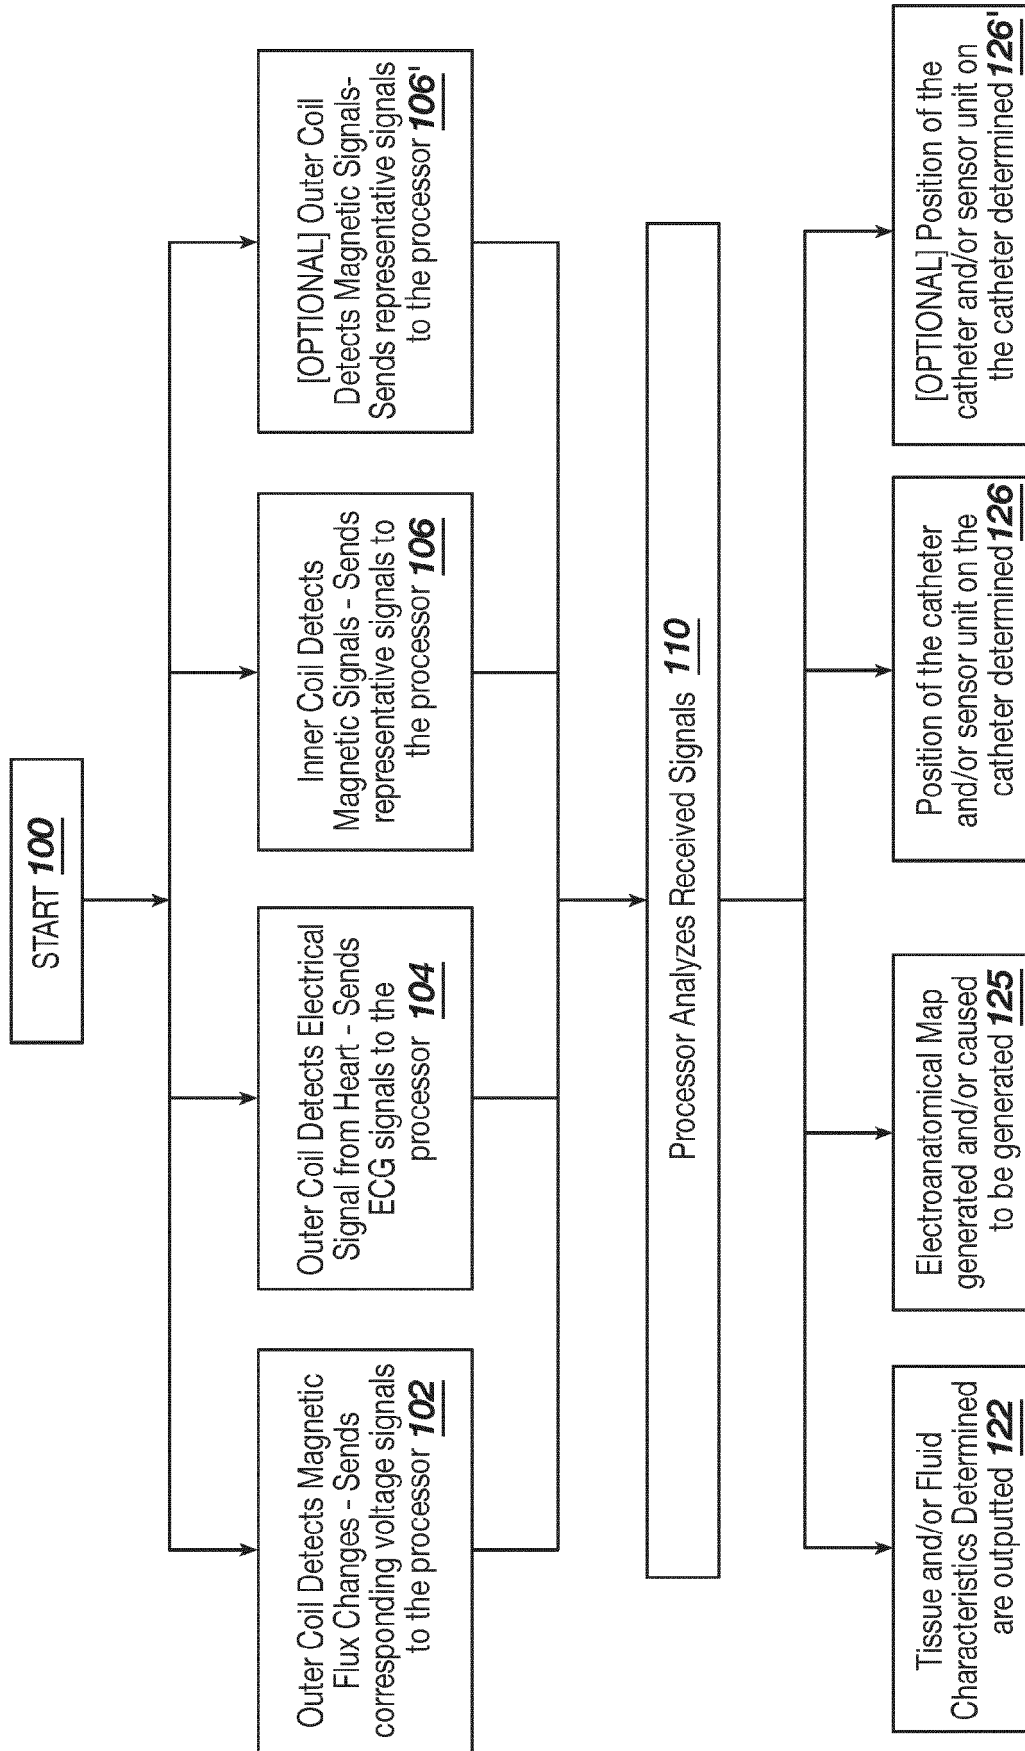 START 100
Outer Coil Detects Magnetic
Flux Changes - Sends
corresponding voltage signals
to the processor 102
Outer Coil Detects Electrical
Signal from Heart - Sends
ECG signals to the
processor 104
Inner Coil Detects
Magnetic Signals - Sends
representative signals to
the processor 106
[OPTIONAL] Outer Coil
Detects Magnetic Signals-
Sends representative signals
to the processor 106'
Processor Analyzes Received Signals 110
Tissue and/or Fluid
Characteristics Determined
are outputted 122
Electroanatomical Map
generated and/or caused
to be generated 125
Position of the catheter
and/or sensor unit on the
catheter determined 126
[OPTIONAL] Position of the
catheter and/or sensor unit on
the catheter determined 126'